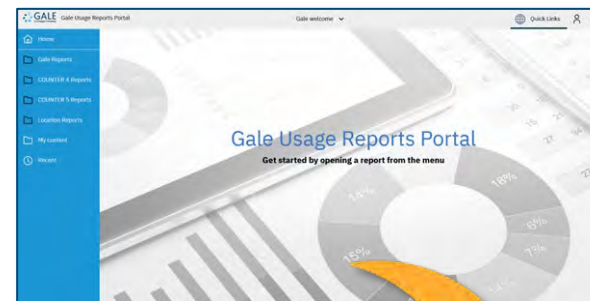 GALE Gale Usage Reports Portal
Gale welcome
Quick Links
Home
Gale Reports
COUNTER 4 Reports
COUNTER 5 Reports
Location Reports
My content
Recent
Gale Usage Reports Portal
Get started by opening a report from the menu
14%
15%
18%
6%
7%
14%